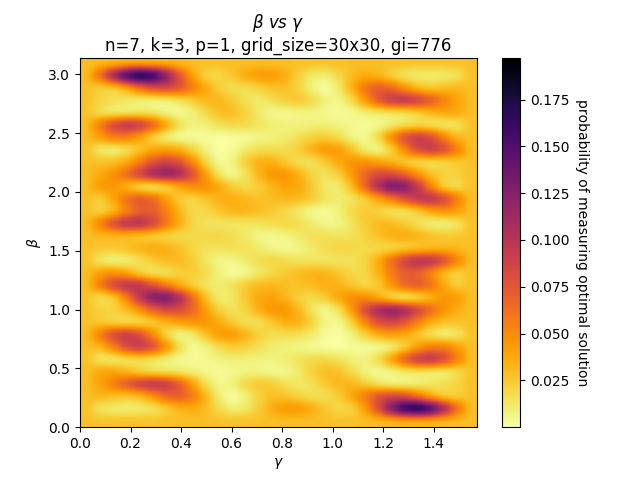 β vs γ
n=7, k=3, p=1, grid_size=30x30, gi=776
3.0
2.5
2.0
1.5
1.0
0.5
0.0
β
0.0 0.2 0.4 0.6 0.8 1.0 1.2 1.4
γ
0.175
0.150
0.125
0.100
0.075
0.050
0.025
probability of measuring optimal solution